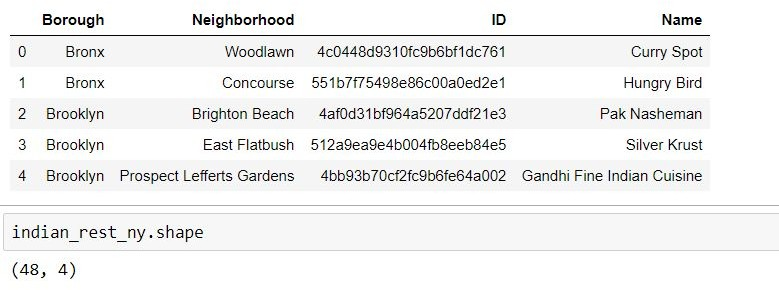 Borough Neighborhood ID Name
0 Bronx Woodlawn 4c0448d9310fc9b6bf1dc761 Curry Spot
1 Bronx Concourse 551b7f75498e86c00a0ed2e1 Hungry Bird
2 Brooklyn Brighton Beach 4af0d31bf964a5207ddf21e3 Pak Nasheman
3 Brooklyn East Flatbush 512a9ea9e4b004fb8eeb84e5 Silver Krust
4 Brooklyn Prospect Lefferts Gardens 4bb93b70cf2fc9b6fe64a002 Gandhi Fine Indian Cuisine
indian_rest_ny.shape
(48, 4)